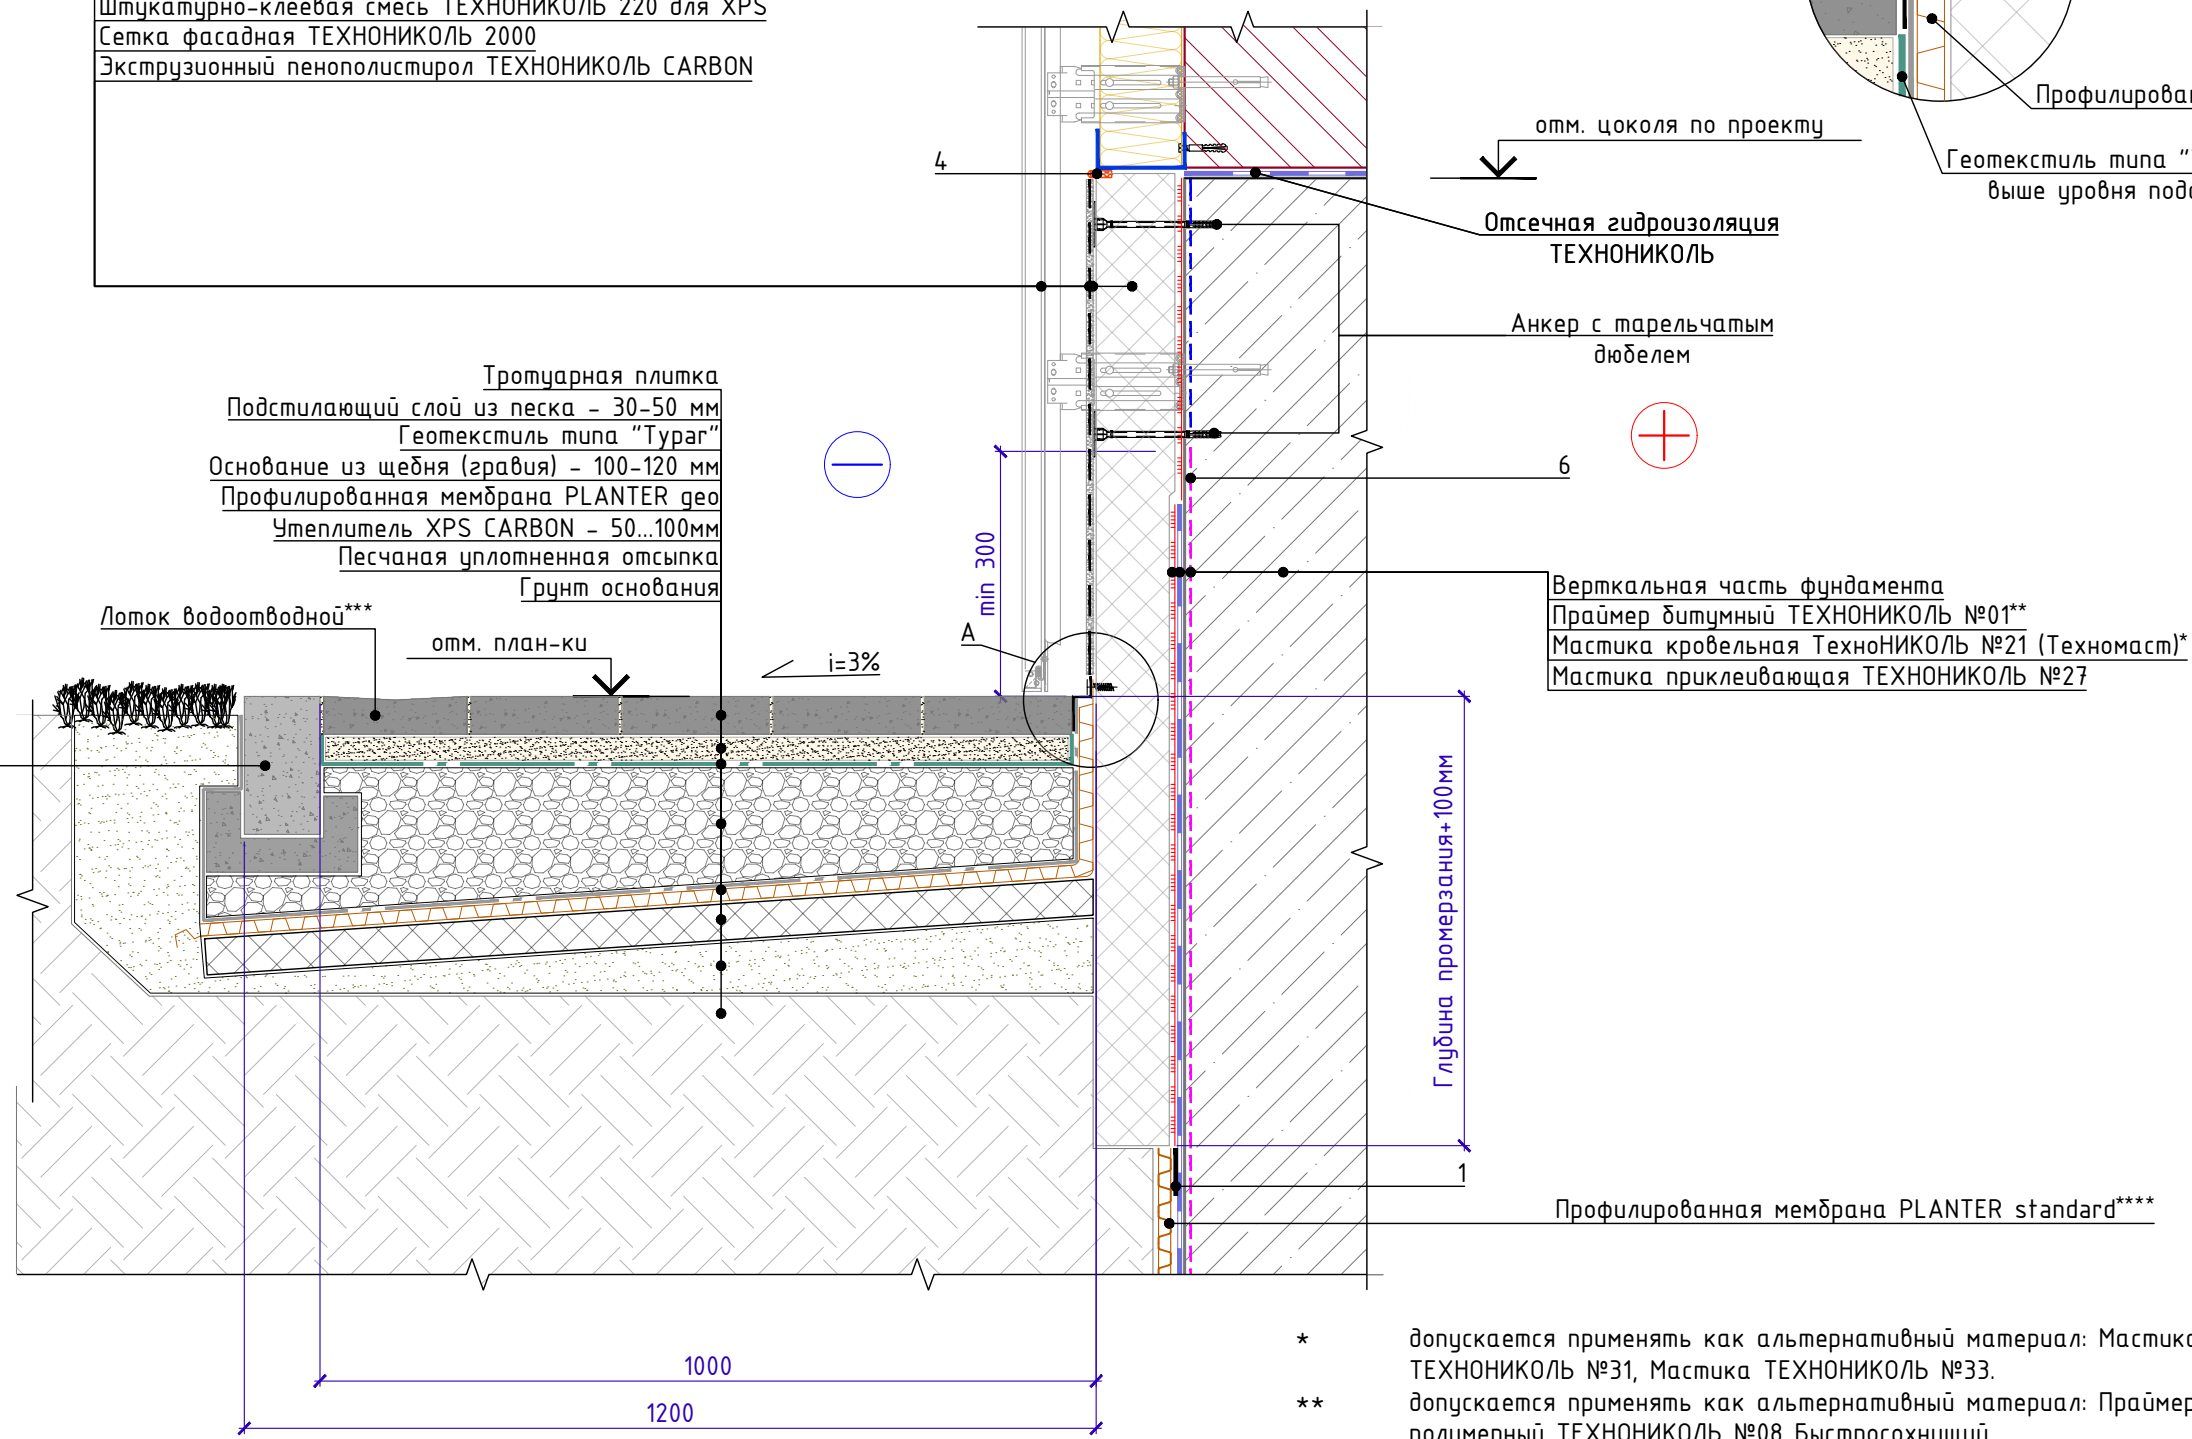 Штукатурно-клеевая смесь ТЕХНОНИКОЛЬ 220 для XPS
Сетка фасадная ТЕХНОНИКОЛЬ 2000
Экструзионный пенополистирол ТЕХНОНИКОЛЬ CARBON
4
отм. цоколя по проекту
Отсечная гидроизоляция
ТЕХНОНИКОЛЬ
Профилирова
Геотекстиль типа "
выше уровня под
Анкер с тарельчатым
дюбелем
Тротуарная плитка
Подстилающий слой из песка - 30-50 мм
Геотекстиль типа "Typar"
Основание из щебня (гравия) - 100-120 мм
Профилированная мембрана PLANTER geo
Утеплитель XPS CARBON - 50...100мм
Песчаная уплотненная отсыпка
Грунт основания
Лоток водоотводной***
отм. план-ки
i=3%
A
min 300
6
Верткальная часть фундамента
Праймер битумный ТЕХНОНИКОЛЬ №01**
Мастика кровельная ТехноНИКОЛЬ №21 (Техномаст)*
Мастика приклеивающая ТЕХНОНИКОЛЬ №27
Глубина промерзания+100мм
1
Профилированная мембрана PLANTER standard****
1000
1200
* допускается применять как альтернативный материал: Мастика
ТЕХНОНИКОЛЬ №31, Мастика ТЕХНОНИКОЛЬ №33.
** допускается применять как альтернативный материал: Праймер
полимерный ТЕХНОНИКОЛЬ №08 Быстросохнущий